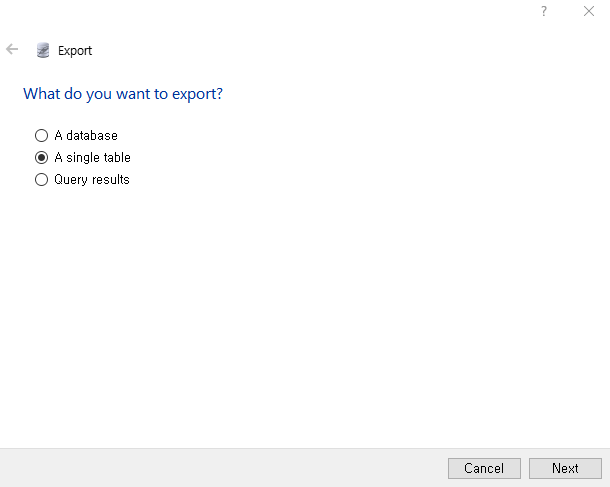 ?
Export
What do you want to export?
A database
A single table
Query results
Cancel Next